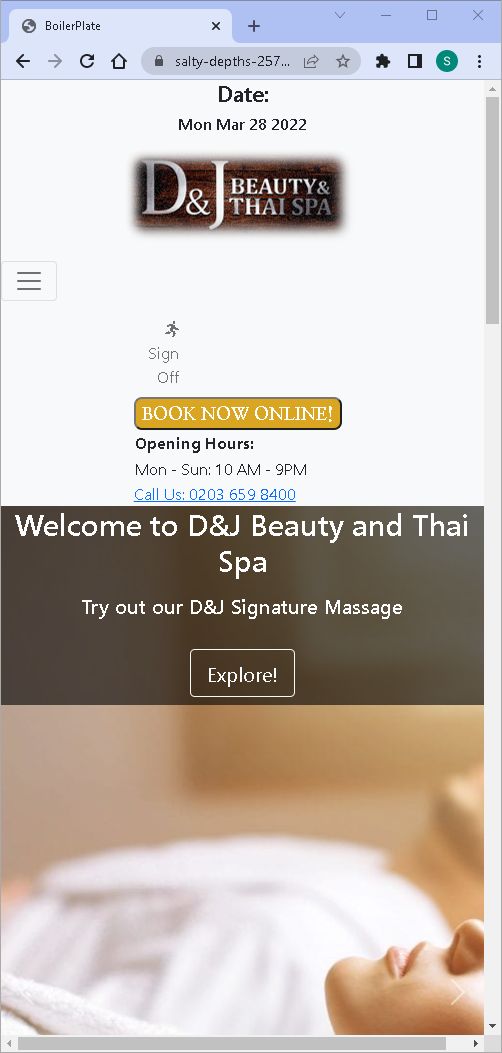 BoilerPlate
salty-depths-257...
S
Date:
Mon Mar 28 2022
D&J BEAUTY&
THAI SPA
Sign
Off
BOOK NOW ONLINE!
Opening Hours:
Mon - Sun: 10 AM - 9PM
Call Us: 0203 659 8400
Welcome to D&J Beauty and Thai
Spa
Try out our D&J Signature Massage
Explore!